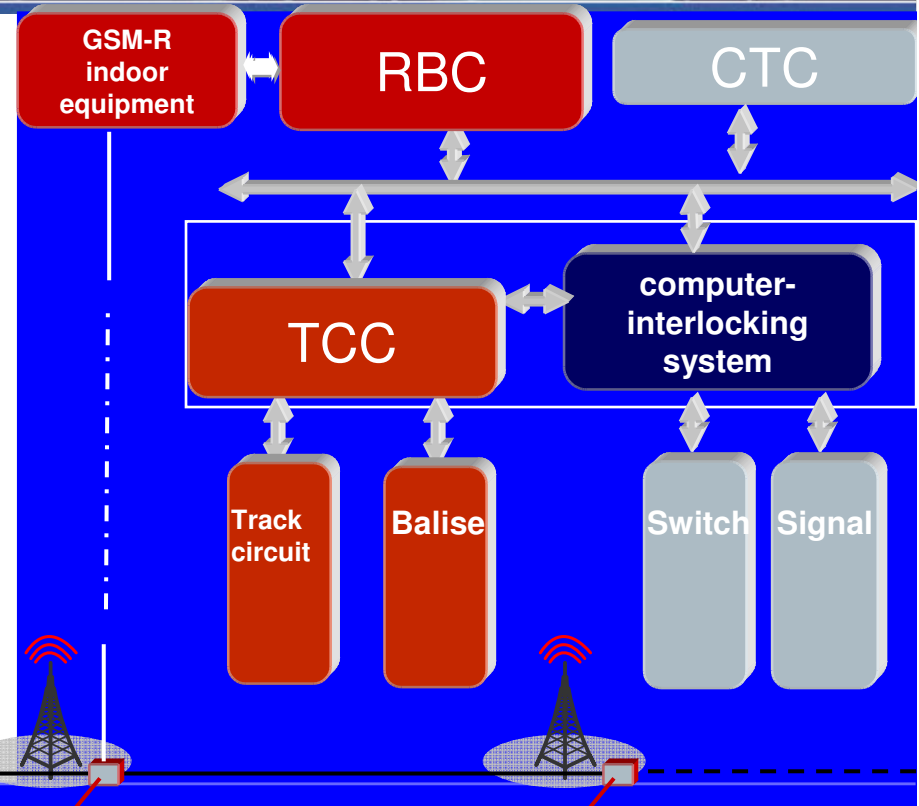 GSM-R
indoor
equipment
RBC
CTC
TCC
computer-
interlocking
system
Track
circuit
Balise
Switch
Signal